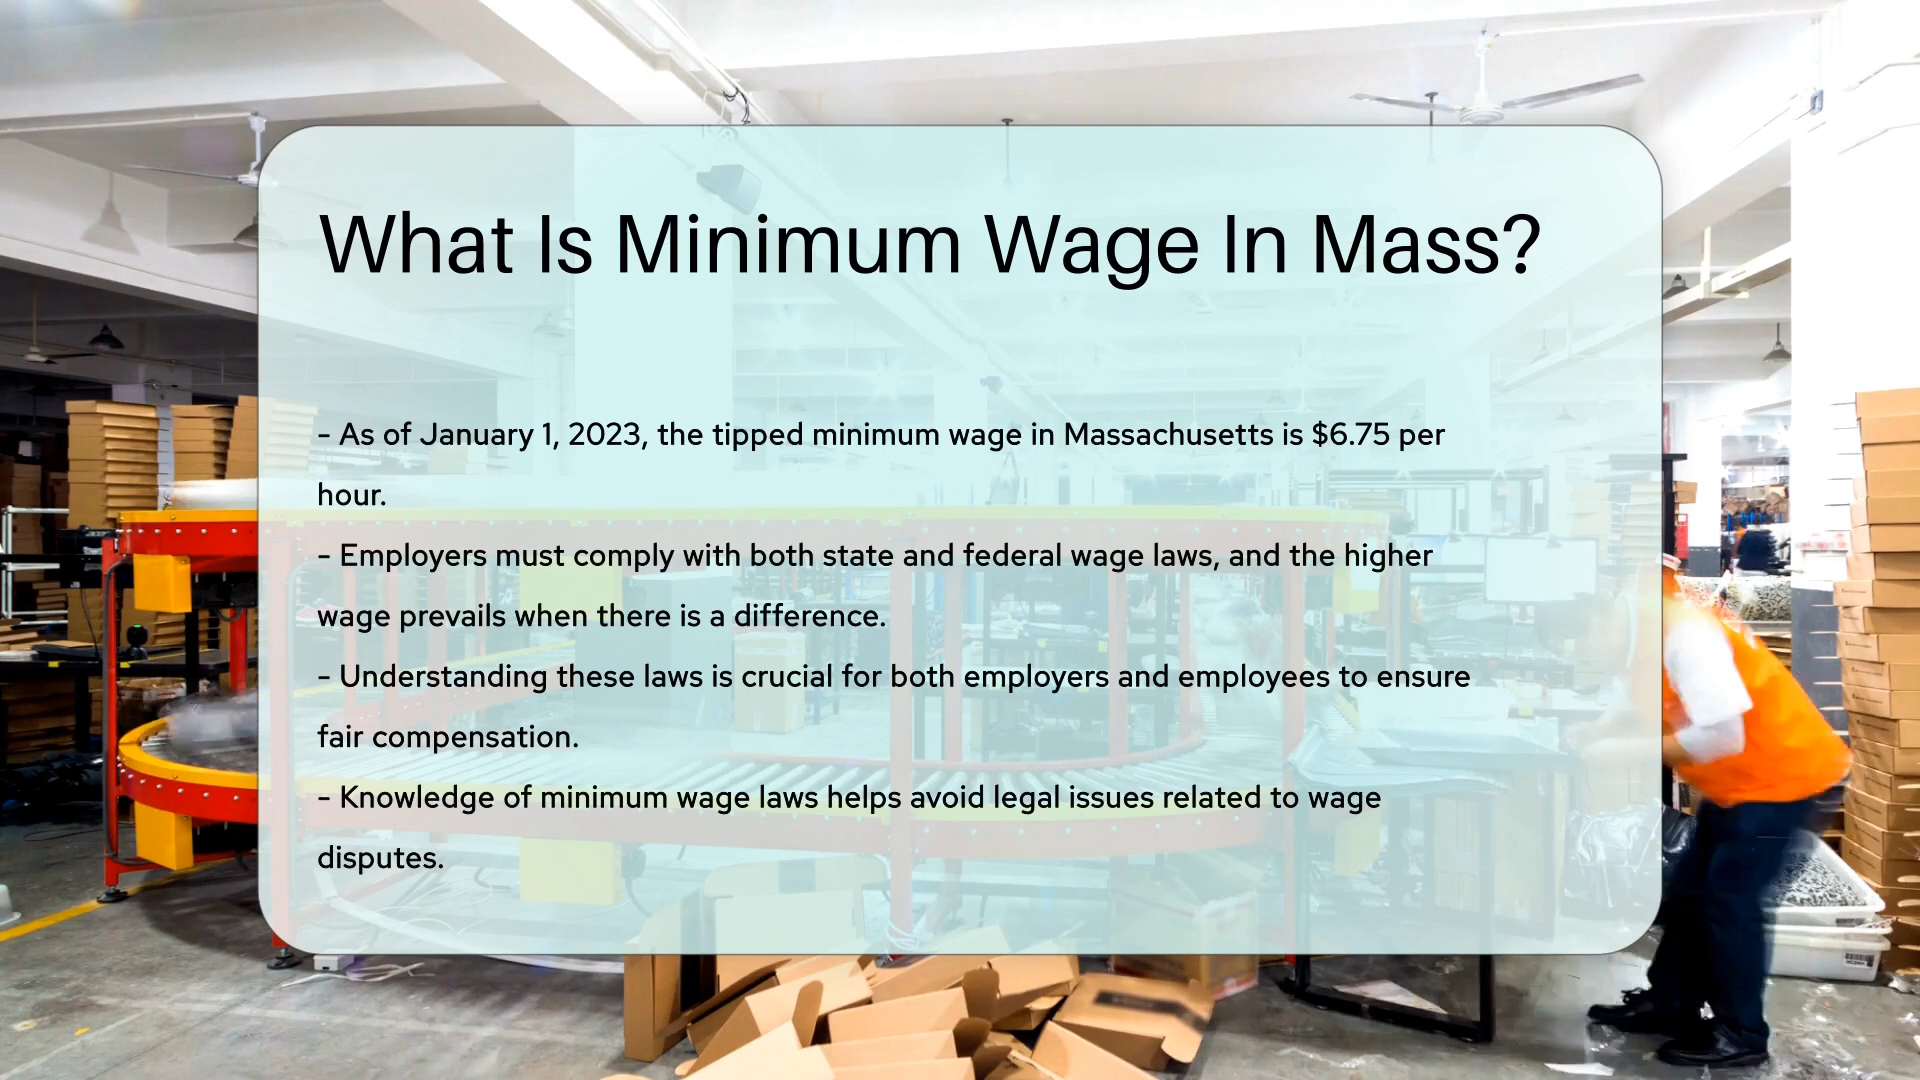 What Is Minimum Wage In Mass?
- As of January 1, 2023, the tipped minimum wage in Massachusetts is $6.75 per
hour.
- Employers must comply with both state and federal wage laws, and the higher
wage prevails when there is a difference.
- Understanding these laws is crucial for both employers and employees to ensure
fair compensation.
- Knowledge of minimum wage laws helps avoid legal issues related to wage
disputes.